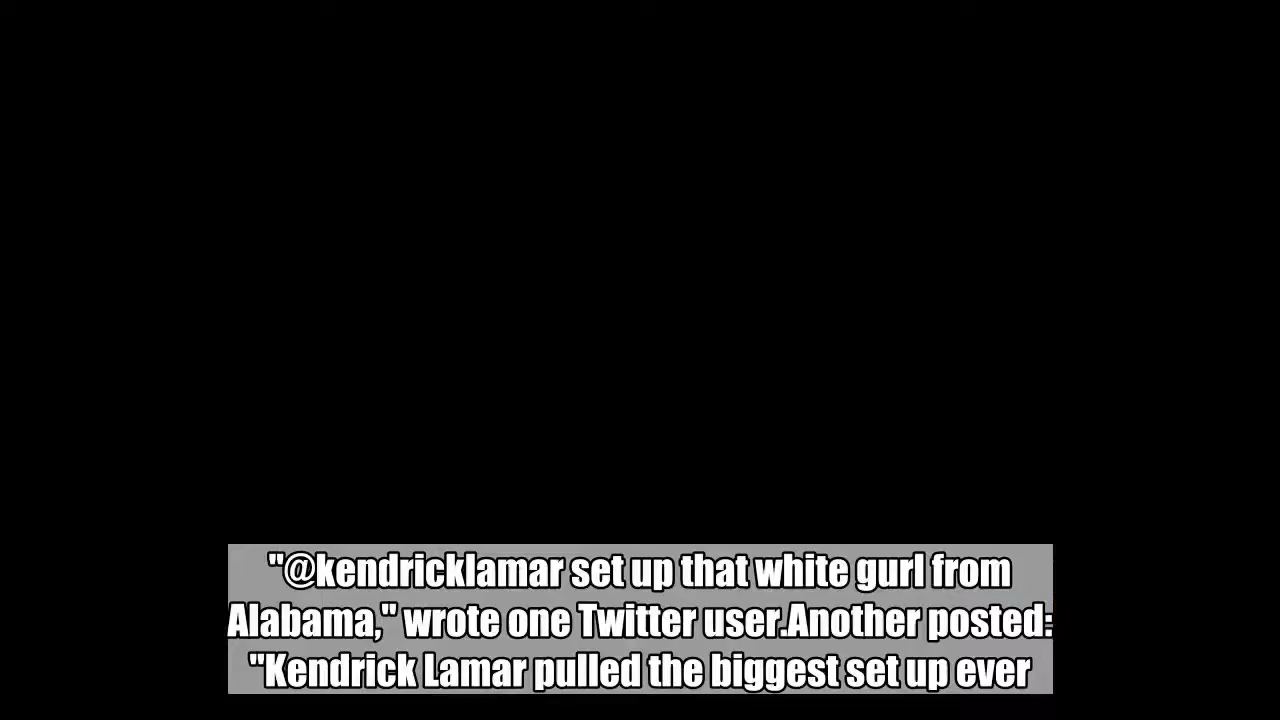 "@kendricklamar set up that white gurl from
Alabama," wrote one Twitter user.Another posted:
"Kendrick Lamar pulled the biggest set up ever